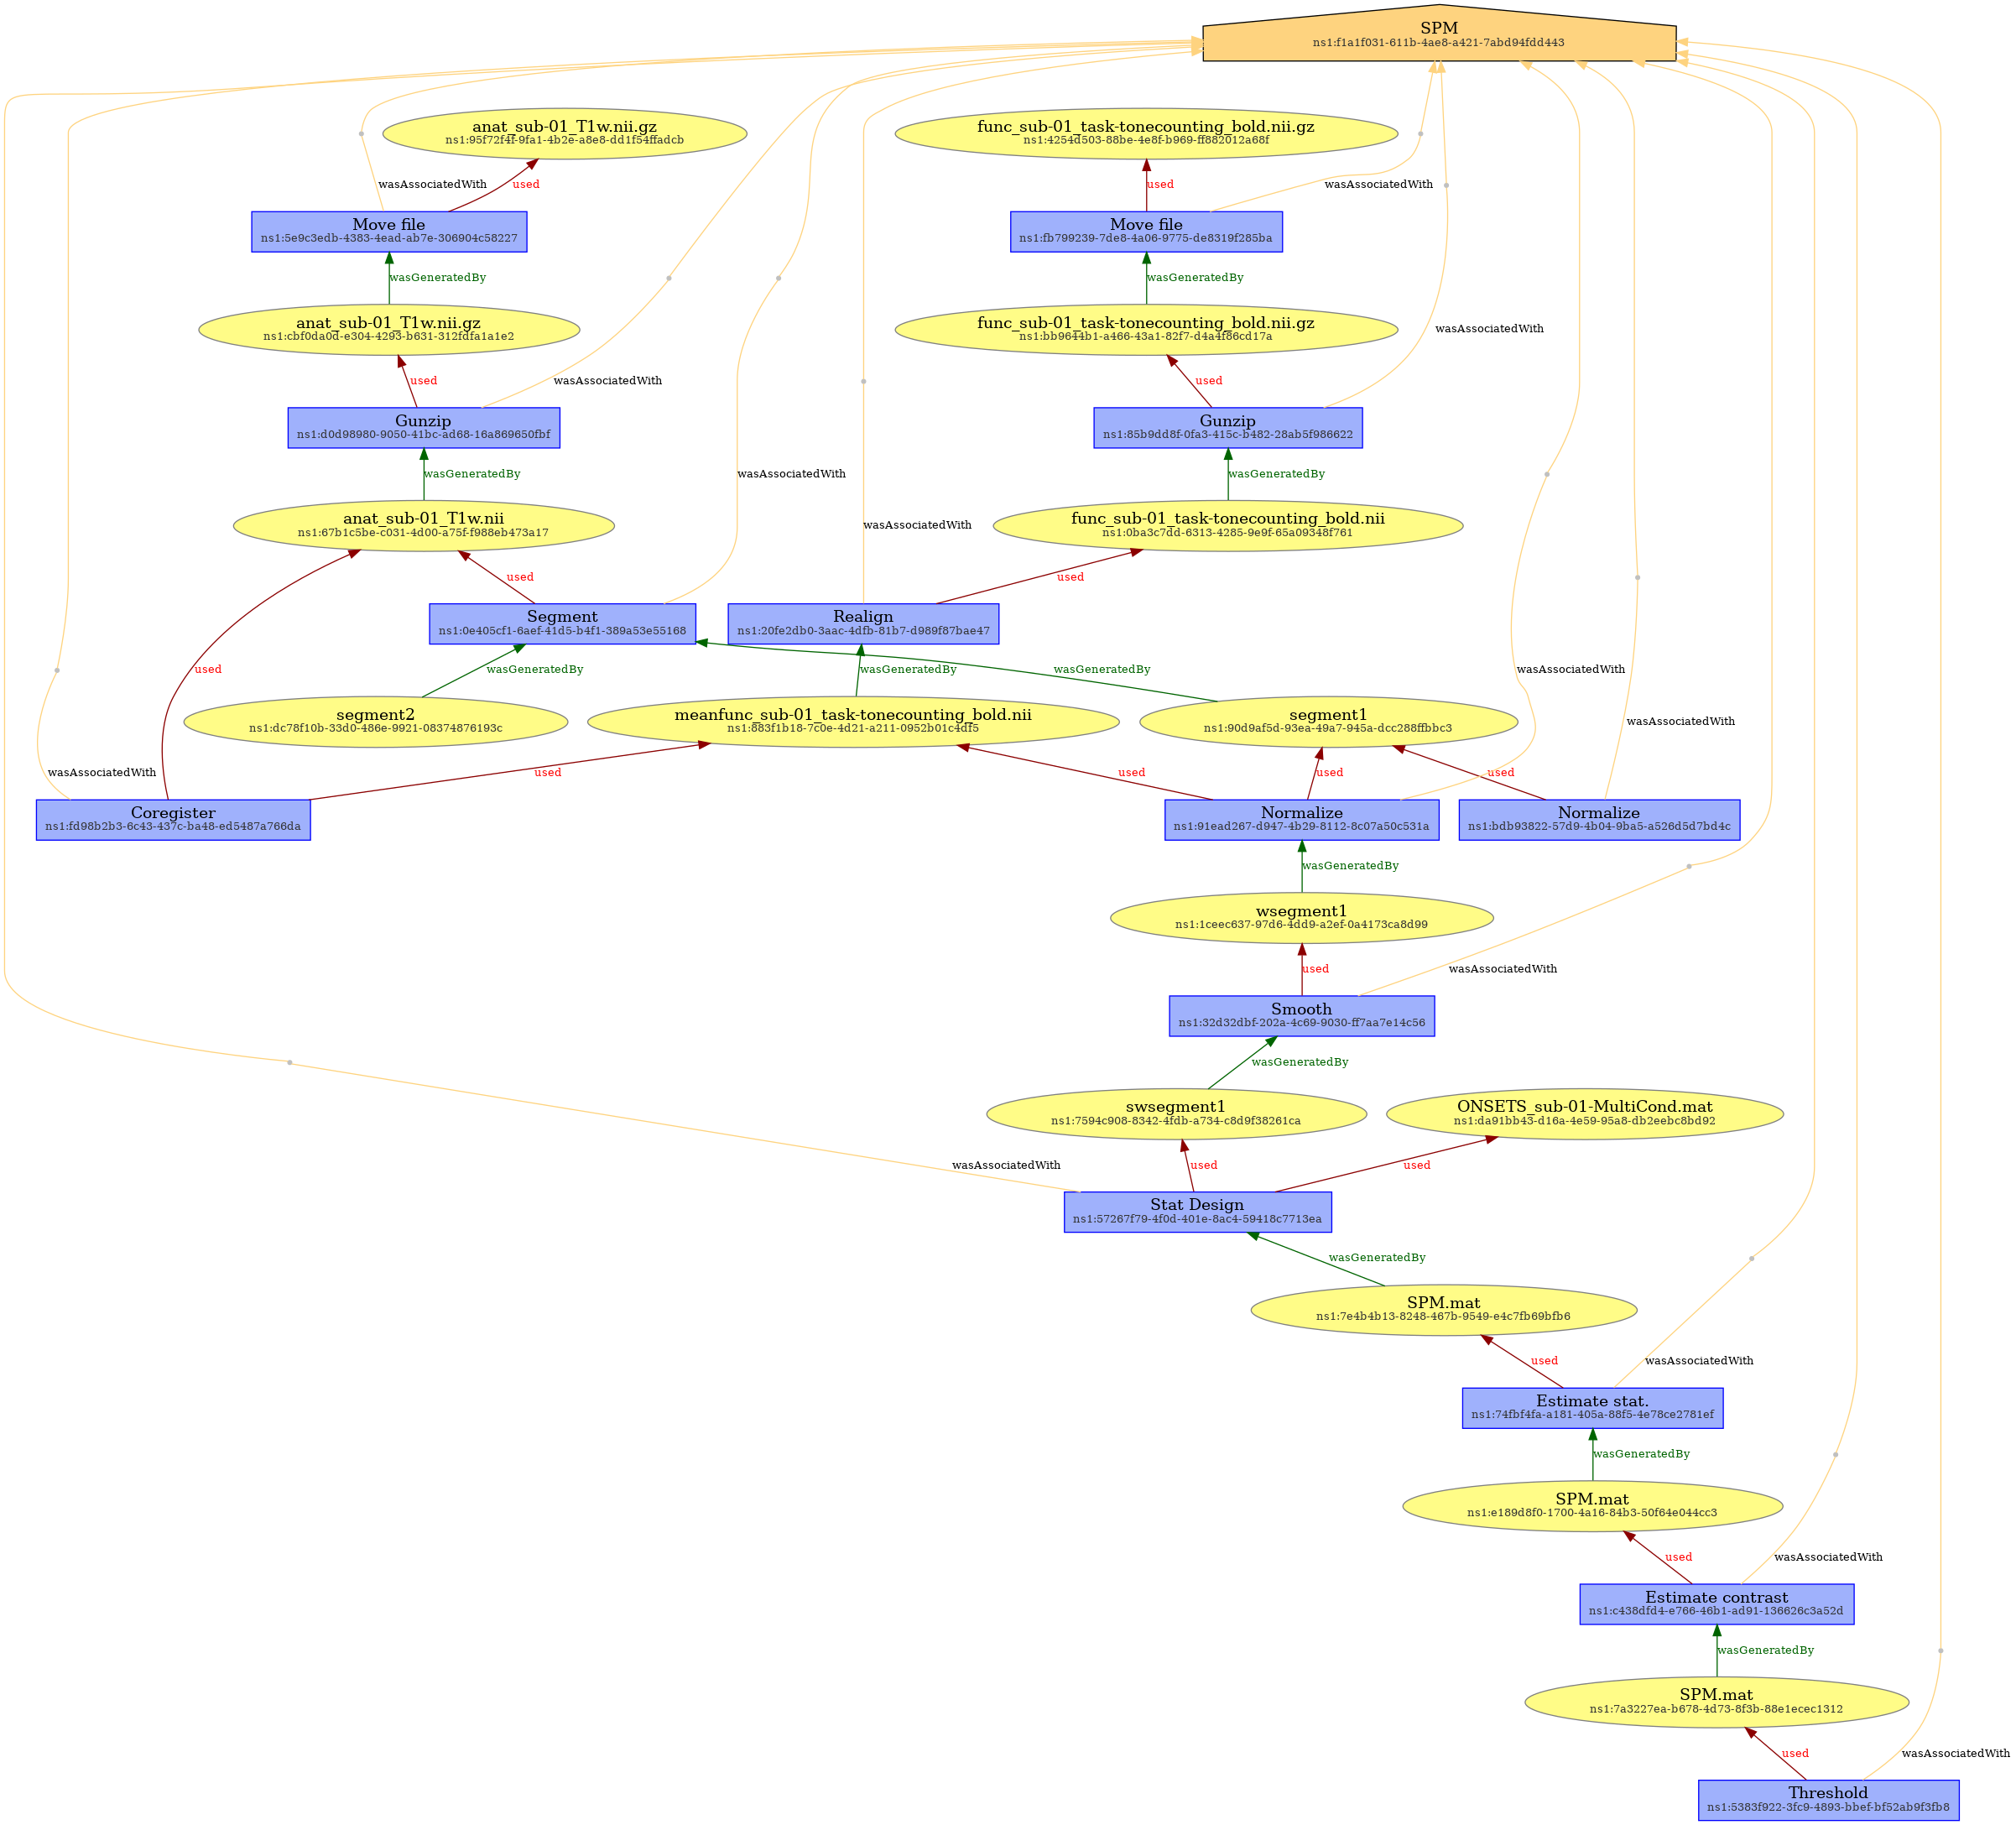 SPM
ns1:f1a1f031-611b-4ae8-a421-7abd94fdd443
anat_sub-01_T1w.nii.gz
ns1:95f72f4f-9fa1-4b2e-a8e8-dd1f54ffadcb
func_sub-01_task-tonecounting_bold.nii.gz
ns1:4254d503-88be-4e8f-b969-ff882012a68f
wasAssociatedWith
used
used
wasAssociatedWith
Move file
ns1:5e9c3edb-4383-4ead-ab7e-306904c58227
Move file
ns1:fb799239-7de8-4a06-9775-de8319f285ba
wasGeneratedBy
wasGeneratedBy
anat_sub-01_T1w.nii.gz
ns1:cbf0da0d-e304-4293-b631-312fdfa1a1e2
func_sub-01_task-tonecounting_bold.nii.gz
ns1:bb9644b1-a466-43a1-82f7-d4a4f86cd17a
wasAssociatedWith
used
wasAssociatedWith
used
Gunzip
ns1:d0d98980-9050-41bc-ad68-16a869650fbf
Gunzip
ns1:85b9dd8f-0fa3-415c-b482-28ab5f986622
wasGeneratedBy
wasAssociatedWith
wasGeneratedBy
anat_sub-01_T1w.nii
ns1:67b1c5be-c031-4d00-a75f-f988eb473a17
wasAssociatedWith
func_sub-01_task-tonecounting_bold.nii
ns1:0ba3c7dd-6313-4285-9e9f-65a09348f761
used
used
Segment
ns1:0e405cf1-6aef-41d5-b4f1-389a53e55168
Realign
ns1:20fe2db0-3aac-4dfb-81b7-d989f87bae47
used
wasGeneratedBy
wasGeneratedBy
wasGeneratedBy
wasAssociatedWith
segment2
ns1:dc78f10b-33d0-486e-9921-08374876193c
meanfunc_sub-01_task-tonecounting_bold.nii
ns1:883f1b18-7c0e-4d21-a211-0952b01c4df5
segment1
ns1:90d9af5d-93ea-49a7-945a-dcc288ffbbc3
wasAssociatedWith
wasAssociatedWith
used
used
used
used
Coregister
ns1:fd98b2b3-6c43-437c-ba48-ed5487a766da
Normalize
ns1:91ead267-d947-4b29-8112-8c07a50c531a
Normalize
ns1:bdb93822-57d9-4b04-9ba5-a526d5d7bd4c
wasGeneratedBy
wsegment1
ns1:1ceec637-97d6-4dd9-a2ef-0a4173ca8d99
used
wasAssociatedWith
Smooth
ns1:32d32dbf-202a-4c69-9030-ff7aa7e14c56
wasGeneratedBy
swsegment1
ns1:7594c908-8342-4fdb-a734-c8d9f38261ca
ONSETS_sub-01-MultiCond.mat
ns1:da91bb43-d16a-4e59-95a8-db2eebc8bd92
wasAssociatedWith
used
used
Stat Design
ns1:57267f79-4f0d-401e-8ac4-59418c7713ea
wasGeneratedBy
SPM.mat
ns1:7e4b4b13-8248-467b-9549-e4c7fb69bfb6
used
wasAssociatedWith
Estimate stat.
ns1:74fbf4fa-a181-405a-88f5-4e78ce2781ef
wasGeneratedBy
SPM.mat
ns1:e189d8f0-1700-4a16-84b3-50f64e044cc3
used
wasAssociatedWith
Estimate contrast
ns1:c438dfd4-e766-46b1-ad91-136626c3a52d
wasGeneratedBy
SPM.mat
ns1:7a3227ea-b678-4d73-8f3b-88e1ecec1312
used
wasAssociatedWith
Threshold
ns1:5383f922-3fc9-4893-bbef-bf52ab9f3fb8